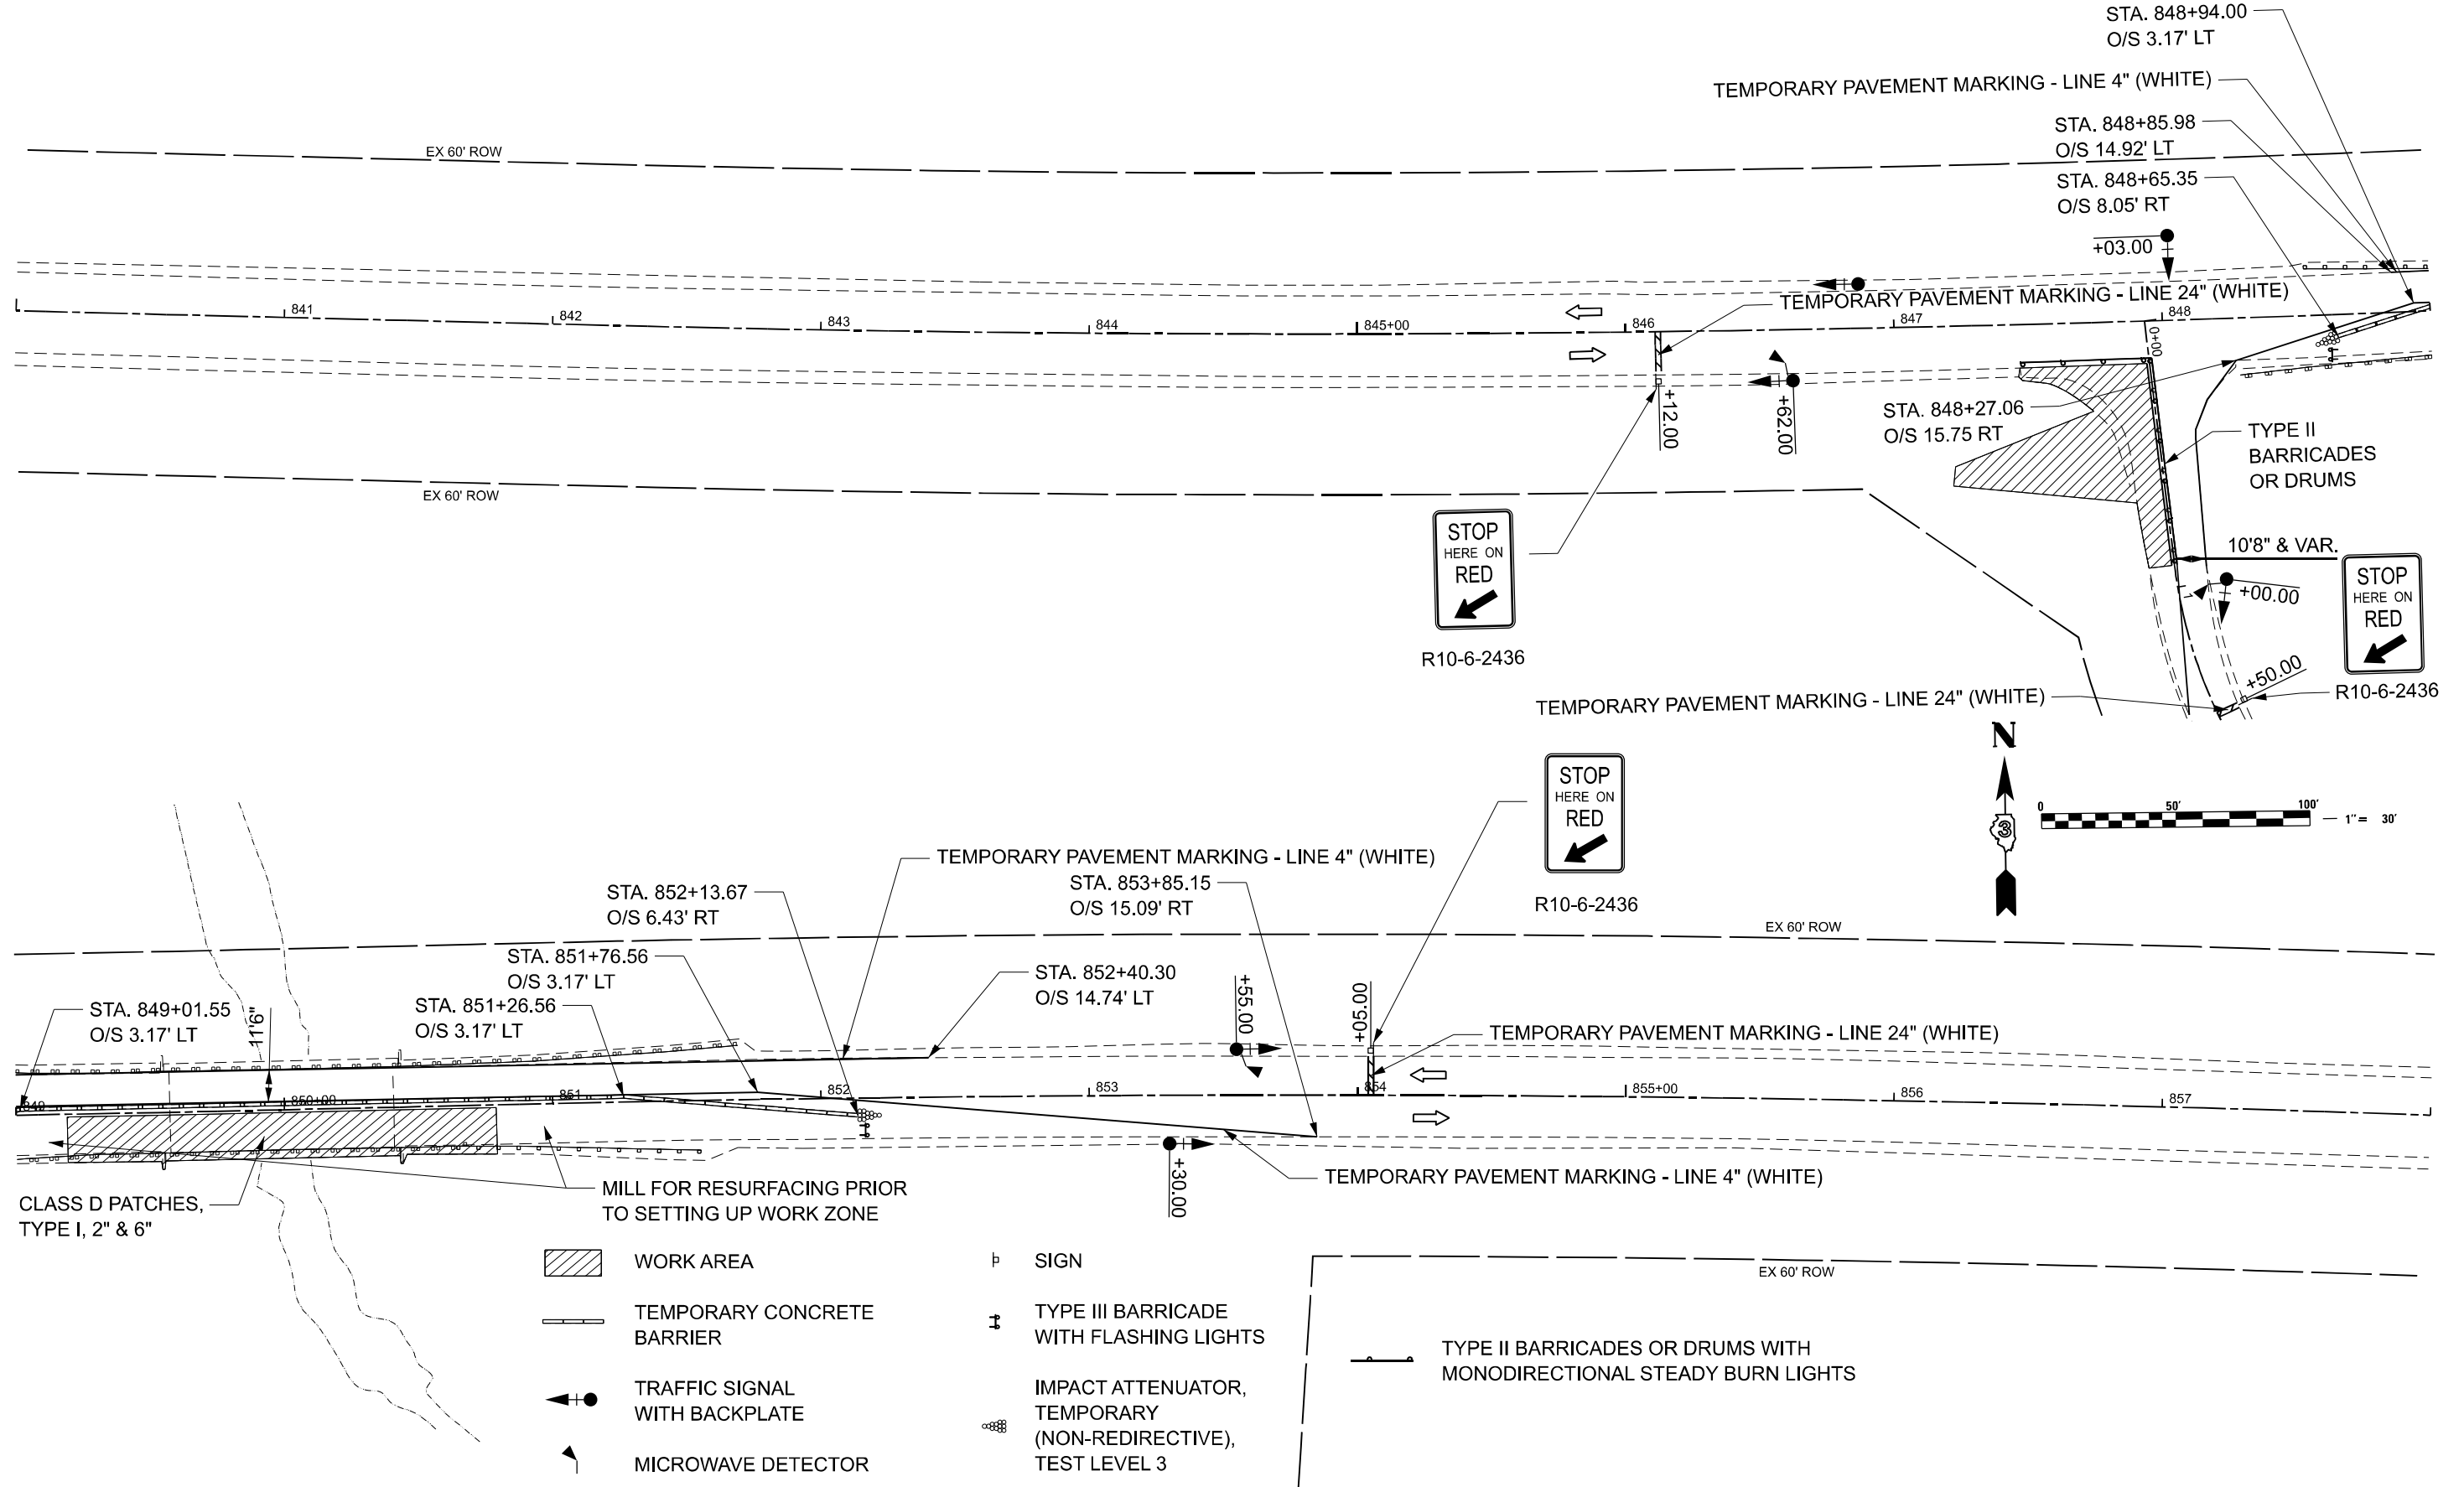 STA. 848+94.00
O/S 3.17' LT
TEMPORARY PAVEMENT MARKING - LINE 4" (WHITE)
STA. 848+85.98
O/S 14.92' LT
EX 60' ROW
STA. 848+65.35
O/S 8.05' RT
+03.00
TEMPORARY PAVEMENT MARKING - LINE 24" (WHITE)
841
842
843
844
845+00
846
847
848
0+00
+12.00
+62.00
STA. 848+27.06
O/S 15.75 RT
TYPE II
BARRICADES
OR DRUMS
EX 60' ROW
STOP
HERE ON
RED
R10-6-2436
10'8" & VAR.
+00.00
STOP
HERE ON
RED
R10-6-2436
+50.00
TEMPORARY PAVEMENT MARKING - LINE 24" (WHITE)
N
3
0
50'
100'
1" = 30'
STOP
HERE ON
RED
R10-6-2436
TEMPORARY PAVEMENT MARKING - LINE 4" (WHITE)
STA. 852+13.67
O/S 6.43' RT
STA. 853+85.15
O/S 15.09' RT
EX 60' ROW
STA. 851+76.56
O/S 3.17' LT
STA. 852+40.30
O/S 14.74' LT
STA. 849+01.55
O/S 3.17' LT
11'6"
STA. 851+26.56
O/S 3.17' LT
+55.00
+05.00
TEMPORARY PAVEMENT MARKING - LINE 24" (WHITE)
849
850+00
851
852
853
854
855+00
856
857
+30.00
TEMPORARY PAVEMENT MARKING - LINE 4" (WHITE)
CLASS D PATCHES,
TYPE I, 2" & 6"
MILL FOR RESURFACING PRIOR
TO SETTING UP WORK ZONE
EX 60' ROW
WORK AREA
TEMPORARY CONCRETE
BARRIER
TRAFFIC SIGNAL
WITH BACKPLATE
MICROWAVE DETECTOR
SIGN
TYPE III BARRICADE
WITH FLASHING LIGHTS
IMPACT ATTENUATOR,
TEMPORARY
(NON-REDIRECTIVE),
TEST LEVEL 3
TYPE II BARRICADES OR DRUMS WITH
MONODIRECTIONAL STEADY BURN LIGHTS